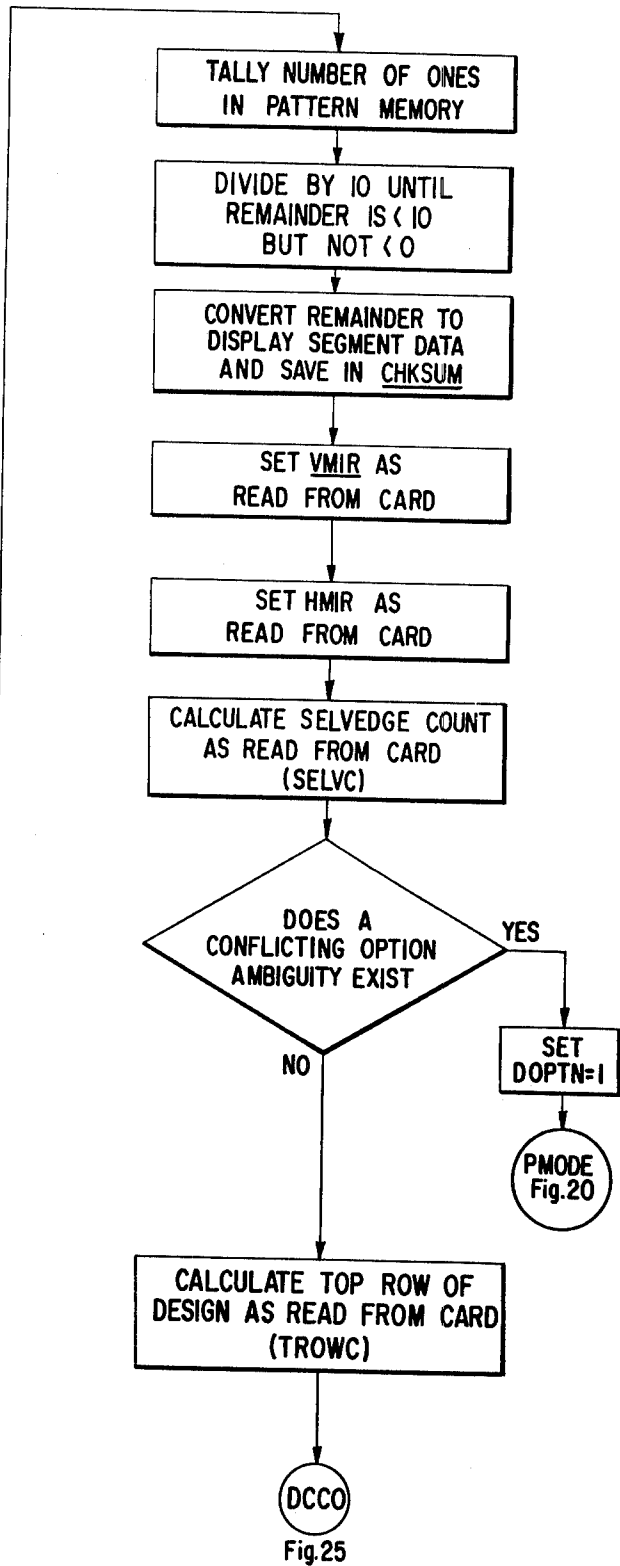 TALLY NUMBER OF ONES
IN PATTERN MEMORY
DIVIDE BY 10 UNTIL
REMAINDER IS < 10
BUT NOT < 0
CONVERT REMAINDER TO
DISPLAY SEGMENT DATA
AND SAVE IN CHKSUM
SET VMIR AS
READ FROM CARD
SET HMIR AS
READ FROM CARD
CALCULATE SELVEDGE COUNT
AS READ FROM CARD
(SELVC)
DOES A
CONFLICTING OPTION
AMBIGUITY EXIST
YES
NO
SET
DOPTN=1
PMODE
Fig.20
CALCULATE TOP ROW OF
DESIGN AS READ FROM CARD
(TROWC)
DCCO
Fig.25